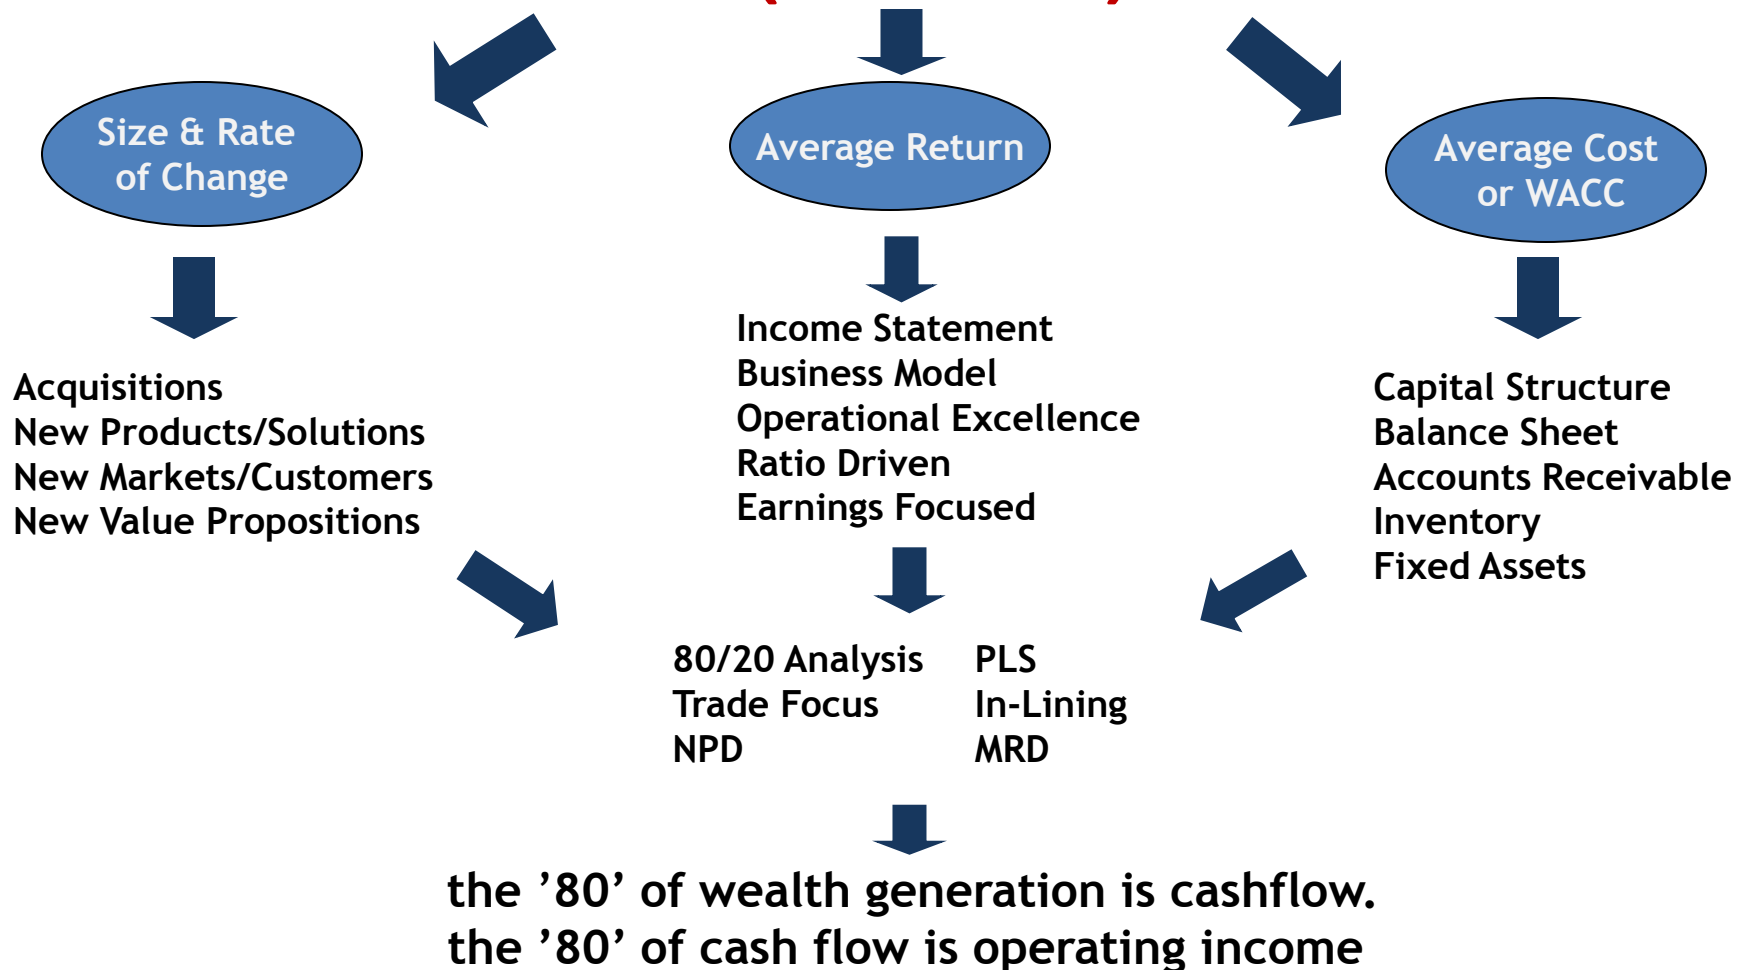 Size & Rate
of Change
Average Return
Average Cost
or WACC
Acquisitions
New Products/Solutions
New Markets/Customers
New Value Propositions
Income Statement
Business Model
Operational Excellence
Ratio Driven
Earnings Focused
Capital Structure
Balance Sheet
Accounts Receivable
Inventory
Fixed Assets
80/20 Analysis
Trade Focus
NPD
PLS
In-Lining
MRD
the ’80’ of wealth generation is cashflow.
the ’80’ of cash flow is operating income